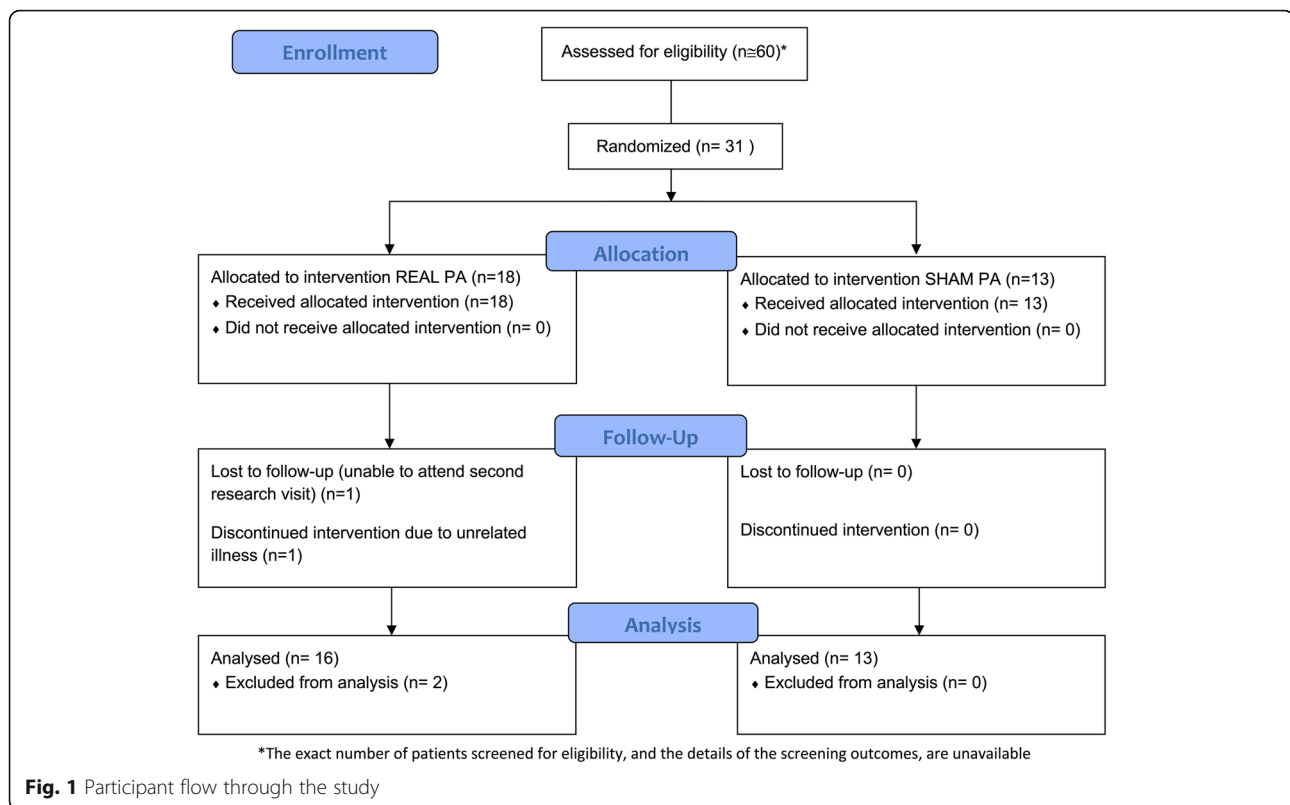 Enrollment
Assessed for eligibility (n≅60)*
Randomized (n= 31 )
Allocation
Allocated to intervention REAL PA (n=18)
♦ Received allocated intervention (n=18)
♦ Did not receive allocated intervention (n= 0)
Allocated to intervention SHAM PA (n=13)
♦ Received allocated intervention (n= 13)
♦ Did not receive allocated intervention (n= 0)
Follow-Up
Lost to follow-up (unable to attend second
research visit) (n=1)
Discontinued intervention due to unrelated
illness (n=1)
Lost to follow-up (n= 0)
Discontinued intervention (n= 0)
Analysis
Analysed (n= 16)
♦ Excluded from analysis (n= 2)
Analysed (n= 13)
♦ Excluded from analysis (n= 0)
*The exact number of patients screened for eligibility, and the details of the screening outcomes, are unavailable
Fig. 1 Participant flow through the study